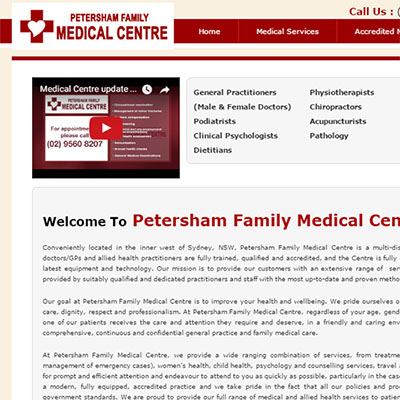 PETERSHAM FAMILY
MEDICAL CENTRE
Call Us : (
Home Medical Services Accredited
Medical Centre update ...
PETERSHAM FAMILY
MEDICAL CENTRE
For appointment
please call
(02) 9560 8207
General Practitioners Physiotherapists
(Male & Female Doctors) Chiropractors
Podiatrists Acupuncturists
Clinical Psychologists Pathology
Dietitians
Welcome To Petersham Family Medical Cen
Conveniently located in the inner west of Sydney, NSW, Petersham Family Medical Centre is a multi-dis
doctors/GPs and allied health practitioners are fully trained, qualified and accredited, and the Centre is fully
latest equipment and technology. Our mission is to provide our customers with an extensive range of se
provided by suitably qualified and dedicated practitioners and staff with the most up-to-date and proven metho
Our goal at Petersham Family Medical Centre is to improve your health and wellbeing. We pride ourselves o
care, dignity, respect and professionalism. At Petersham Family Medical Centre, regardless of your age, gend
one of our patients receives the care and attention they require and deserve, in a friendly and caring env
comprehensive, continuous and confidential general practice and family medical care.
At Petersham Family Medical Centre, we provide a wide ranging combination of services, from treatme
management of emergency cases), women's health, child health, psychology and counselling services, travel
for prompt and efficient attention and endeavour to attend to you as quickly as possible, particularly in the cas
a modern, fully equipped, accredited practice and we take pride in the fact that all our policies and pro
government standards. We are proud to provide our full range of medical and allied health services to patien